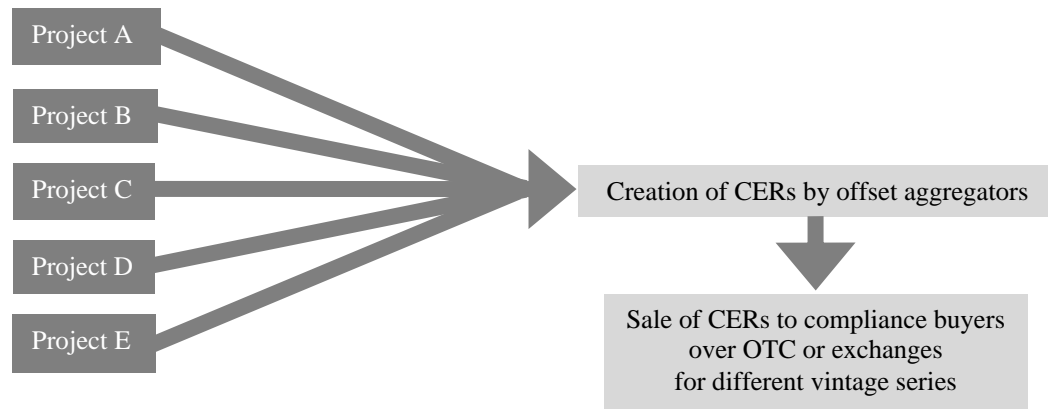 Project A
Project B
Project C
Project D
Project E
Creation of CERs by offset aggregators
Sale of CERs to compliance buyers
over OTC or exchanges
for different vintage series